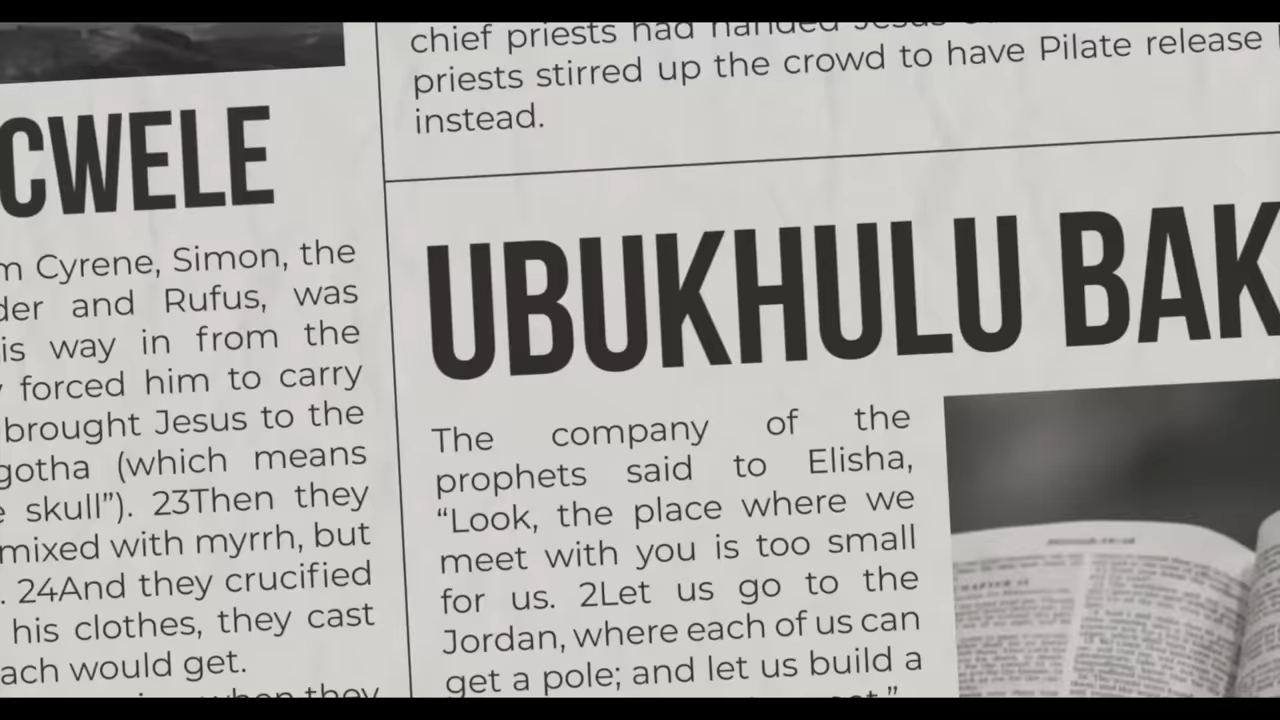 CWELE
Cyrene, Simon, the
and Rufus, was
way in from the
forced him to carry
brought Jesus to the
(which means
skull”). 23Then they
mixed with myrrh, but
. 24And they crucified
his clothes, they cast
would get.
when they
chief priests had handed Jesus
priests stirred up the crowd to have Pilate release
instead.
UBUKHULU BAK
The company of the
prophets said to Elisha,
“Look, the place where we
meet with you is too small
for us. 2Let us go to the
Jordan, where each of us can
get a pole; and let us build a